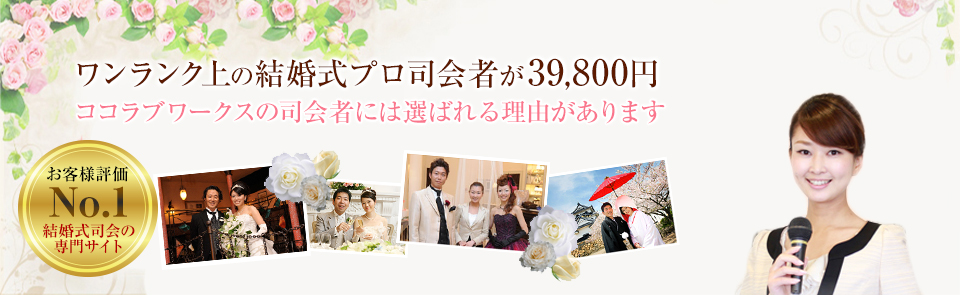 ワンランク上の結婚式プロ司会者が39,800円
ココラブワークスの司会者には選ばれる理由があります
お客様評価
No.1
結婚式司会の
専門サイト